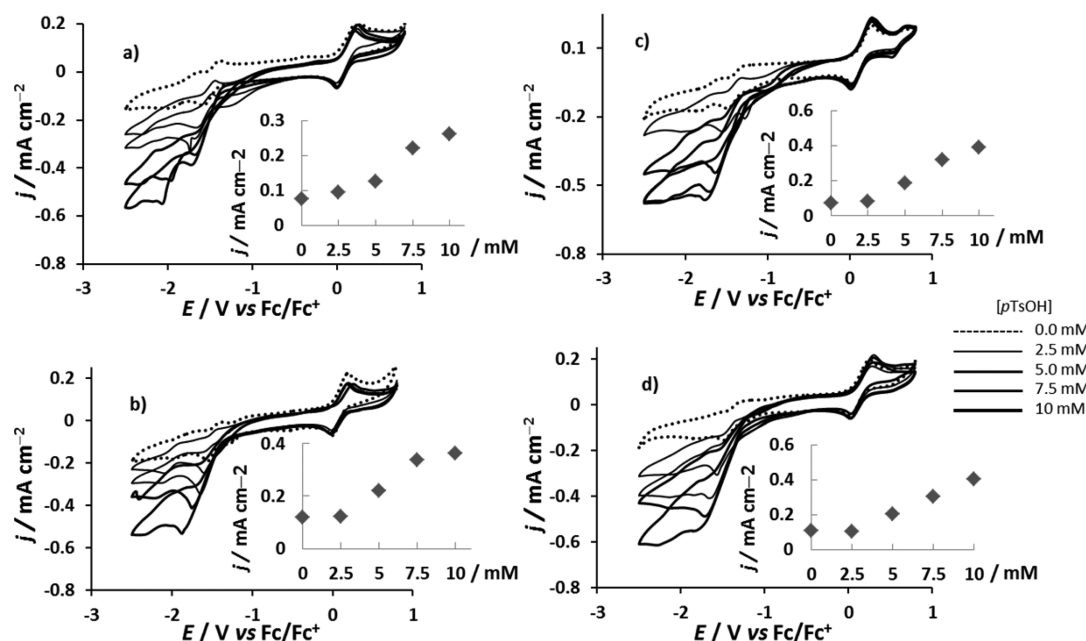 a)
j / mA cm−2
0.2
0
-0.2
-0.4
-0.6
-0.8
-3
-2
-1
0
1
E / V vs Fc/Fc+
j / mA cm−2
0.3
0.2
0.1
0
0
2.5
5
7.5
10
/ mM
c)
j / mA cm−2
0.1
-0.2
-0.5
-0.8
-3
-2
-1
0
1
E / V vs Fc/Fc+
j / mA cm−2
0.6
0.4
0.2
0
0
2.5
5
7.5
10
/ mM
[pTsOH]
0.0 mM
2.5 mM
5.0 mM
7.5 mM
10 mM
b)
j / mA cm−2
0.2
0
-0.2
-0.4
-0.6
-0.8
-3
-2
-1
0
1
E / V vs Fc/Fc+
j / mA cm−2
0.4
0.2
0
0
2.5
5
7.5
10
/ mM
d)
j / mA cm−2
0.2
0
-0.2
-0.4
-0.6
-0.8
-3
-2
-1
0
1
E / V vs Fc/Fc+
j / mA cm−2
0.6
0.4
0.2
0
0
2.5
5
7.5
10
/ mM